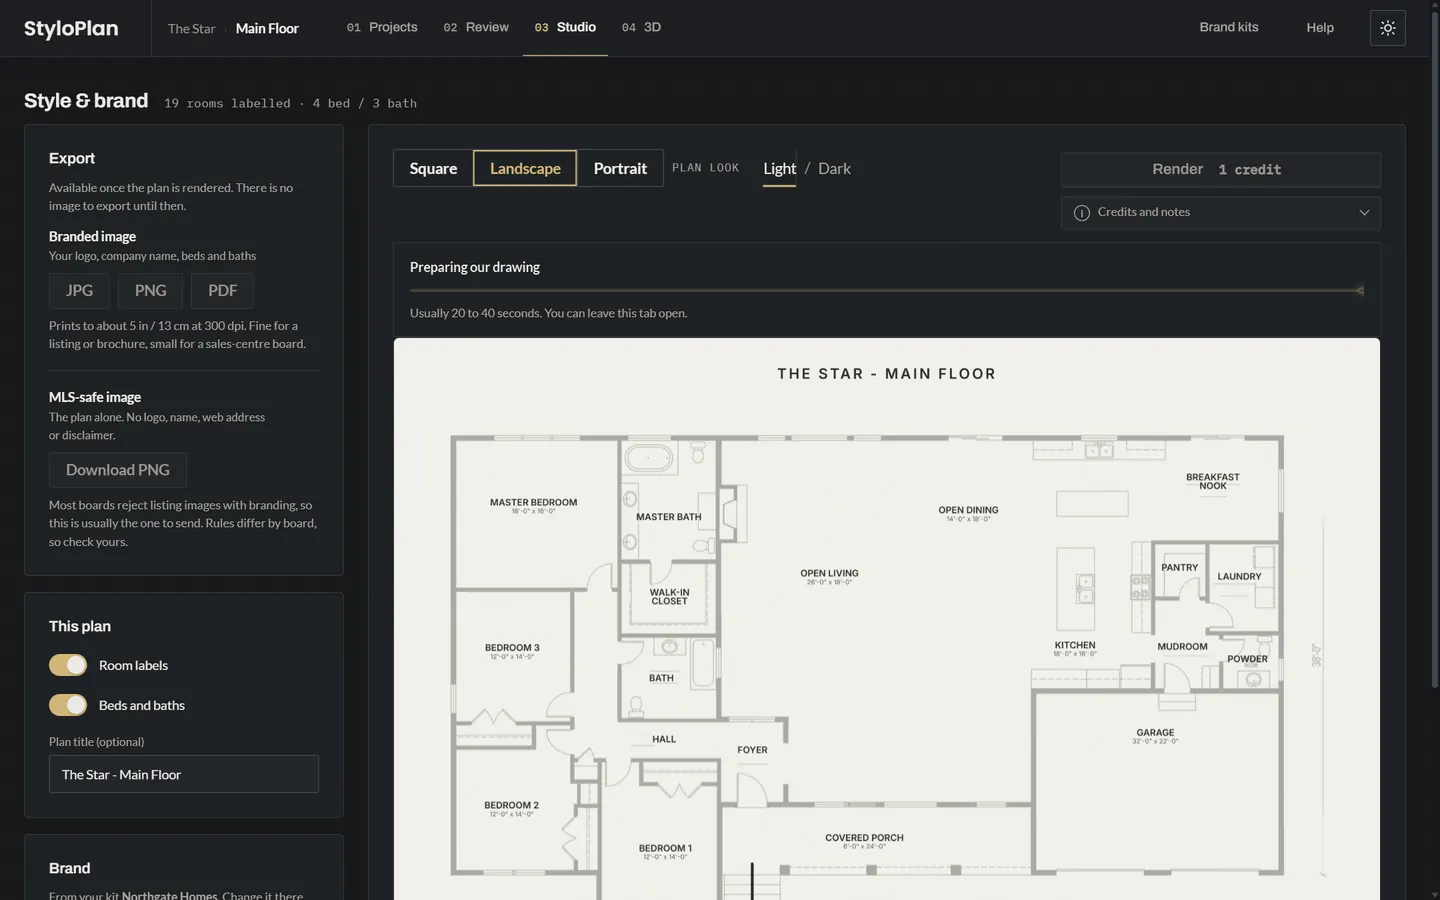 StyloPlan
The Star
Main Floor
01 Projects
02 Review
03 Studio
04 3D
Brand kits
Help
Style & brand
19 rooms labelled · 4 bed / 3 bath
Export
Available once the plan is rendered. There is no
image to export until then.
Branded image
Your logo, company name, beds and baths
JPG
PNG
PDF
Prints to about 5 in / 13 cm at 300 dpi. Fine for a
listing or brochure, small for a sales-centre board.
MLS-safe image
The plan alone. No logo, name, web address
or disclaimer.
Download PNG
Most boards reject listing images with branding, so
this is usually the one to send. Rules differ by board,
so check yours.
This plan
Room labels
Beds and baths
Plan title (optional)
The Star - Main Floor
Brand
From your kit Northgate Homes. Change it there
Square
Landscape
Portrait
PLAN LOOK
Light / Dark
Render 1 credit
Credits and notes
Preparing our drawing
Usually 20 to 40 seconds. You can leave this tab open.
THE STAR - MAIN FLOOR
MASTER BEDROOM
16'-0" x 16'-0"
MASTER BATH
WALK-IN
CLOSET
OPEN LIVING
26'-0" x 18'-0"
OPEN DINING
14'-0" x 18'-0"
BREAKFAST
NOOK
PANTRY
LAUNDRY
KITCHEN
18'-0" x 18'-0"
MUDROOM
POWDER
38'-0"
BEDROOM 3
12'-0" x 14'-0"
BATH
HALL
FOYER
GARAGE
32'-0" x 22'-0"
BEDROOM 2
12'-0" x 14'-0"
BEDROOM 1
12'-0" x 14'-0"
COVERED PORCH
6'-0" x 24'-0"